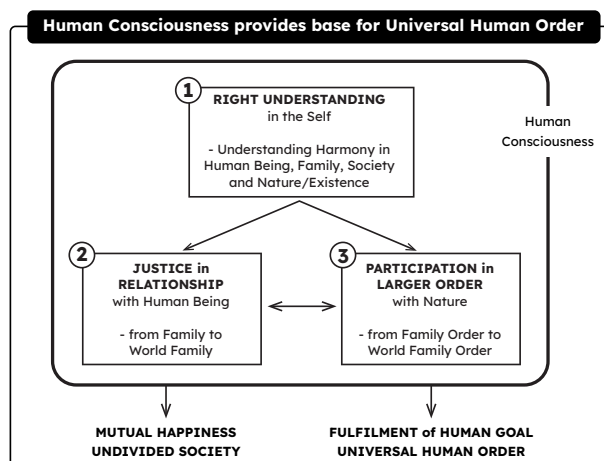 Human Consciousness provides base for Universal Human Order
1
RIGHT UNDERSTANDING
in the Self
- Understanding Harmony in
Human Being, Family, Society
and Nature/Existence
Human
Consciousness
2
JUSTICE in
RELATIONSHIP
with Human Being
- from Family to
World Family
3
PARTICIPATION in
LARGER ORDER
with Nature
- from Family Order to
World Family Order
MUTUAL HAPPINESS
UNDIVIDED SOCIETY
FULFILMENT of HUMAN GOAL
UNIVERSAL HUMAN ORDER